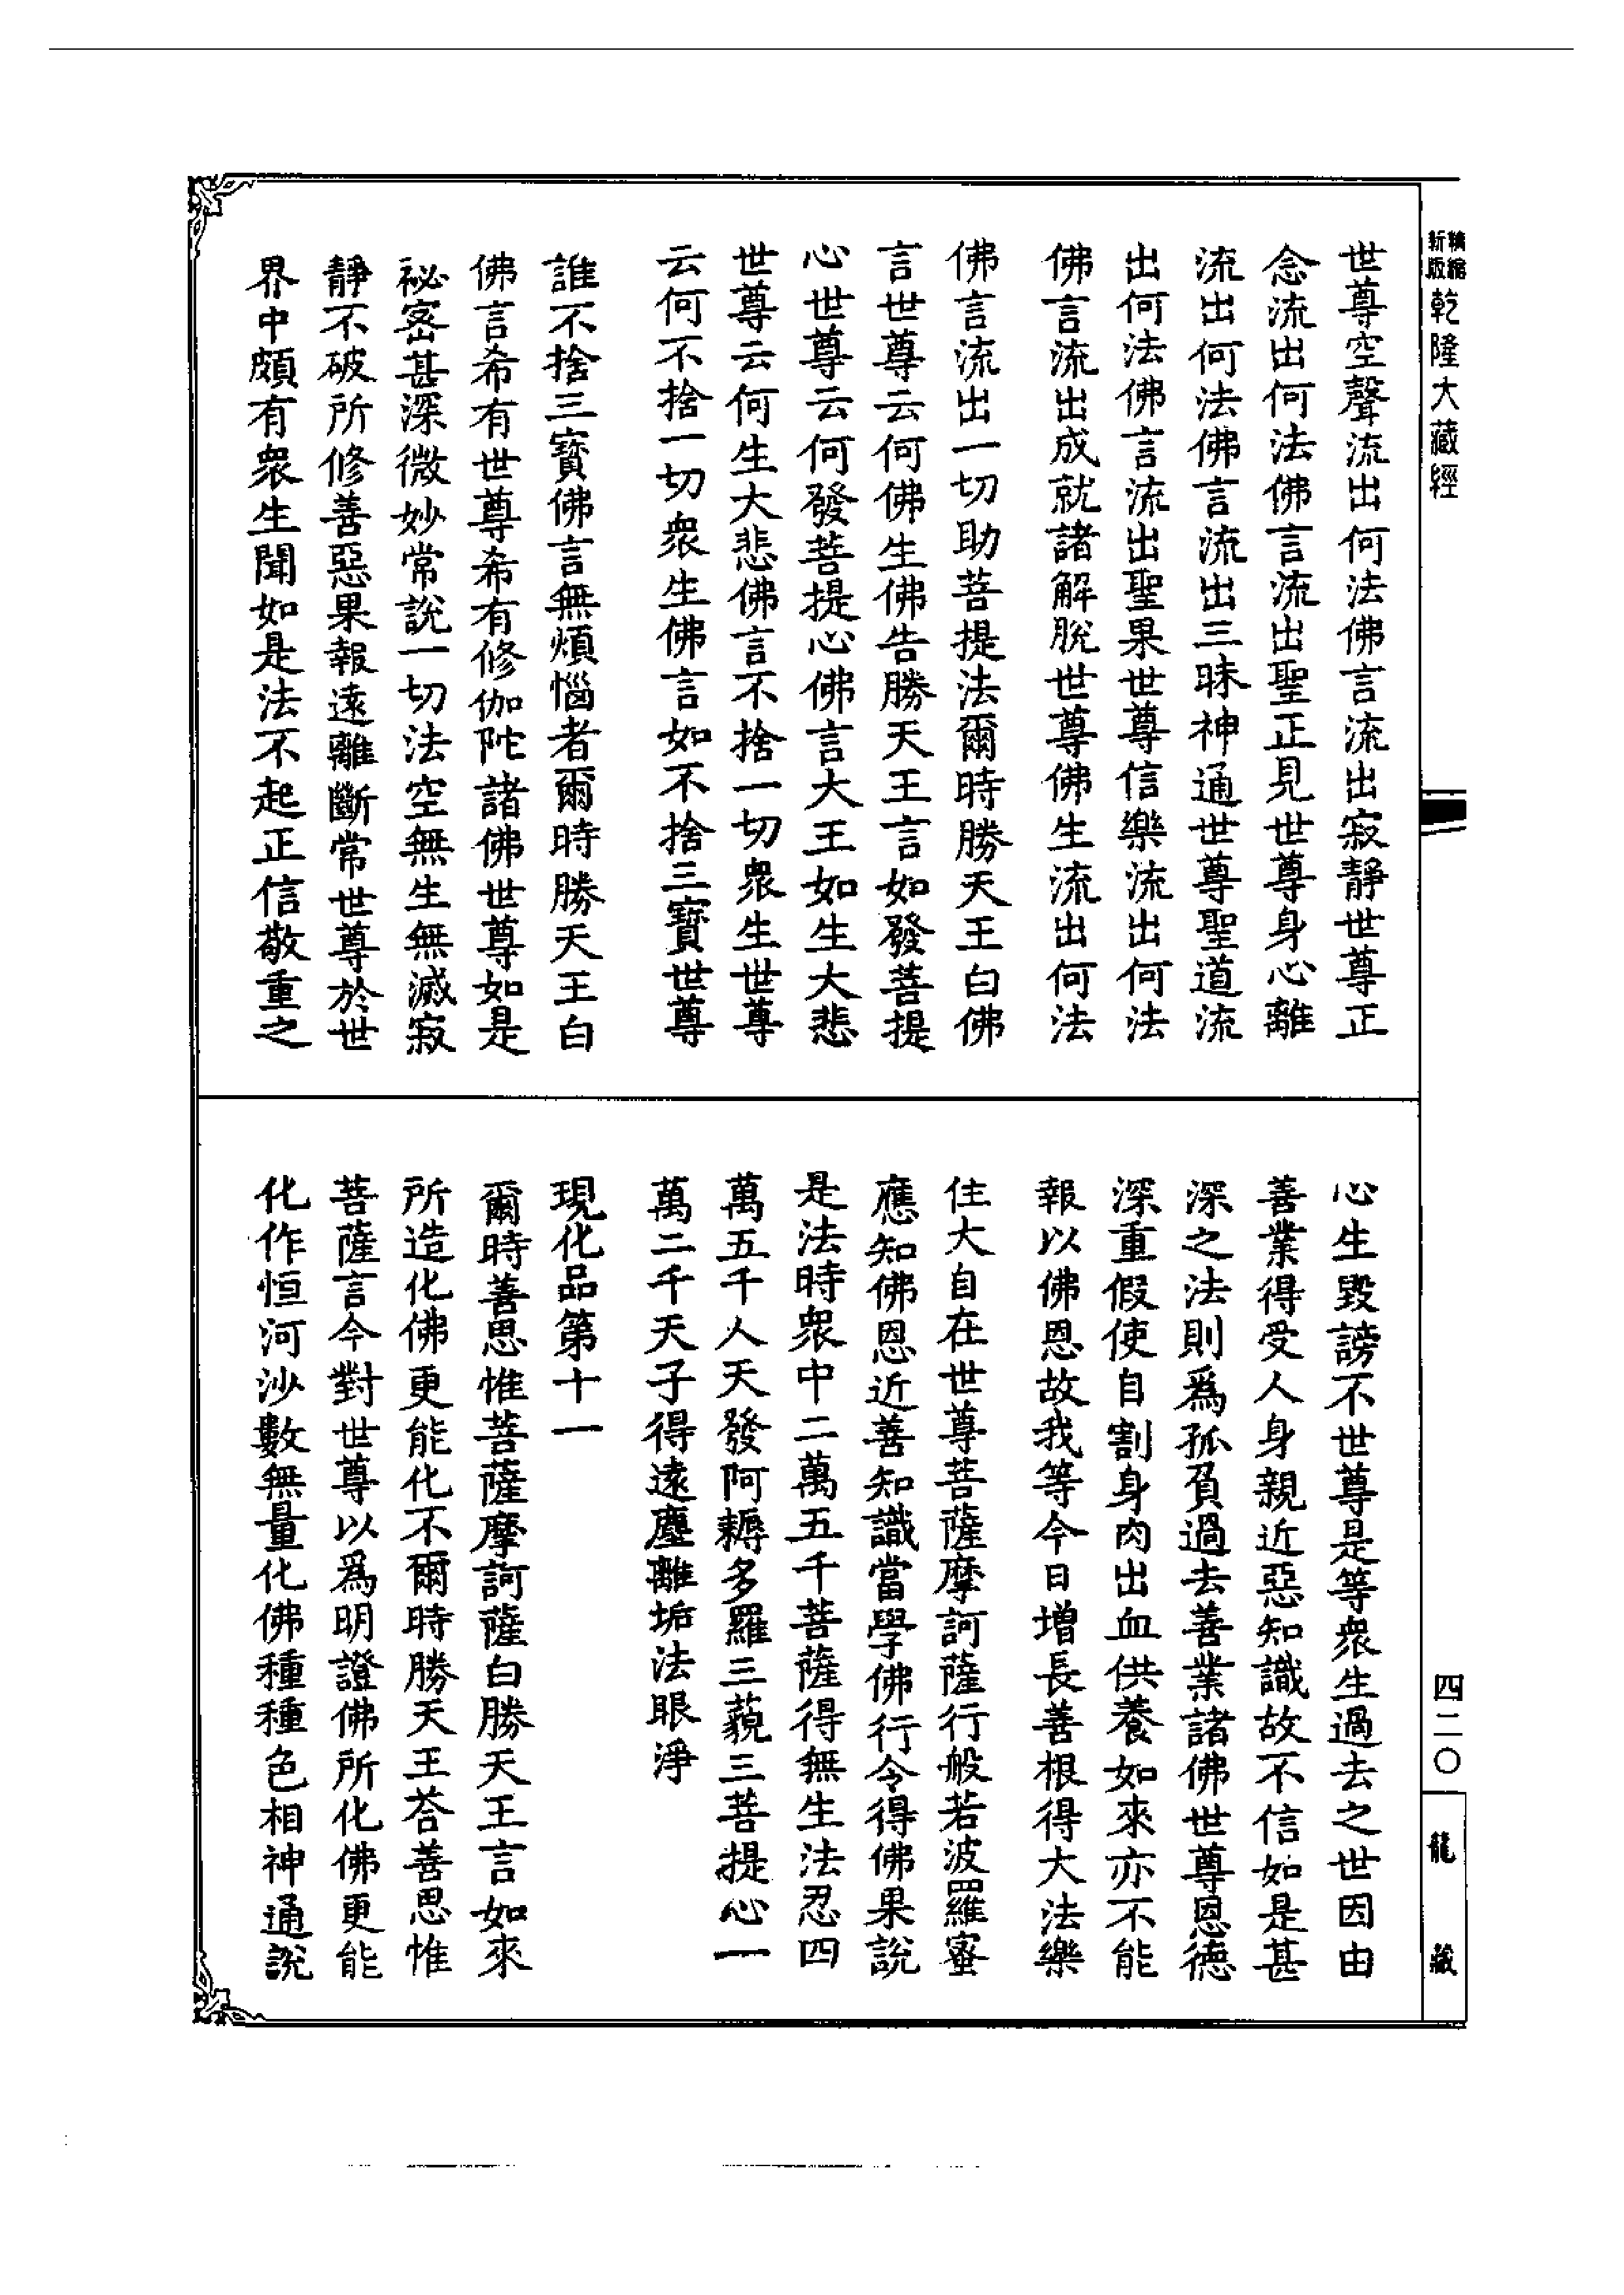 新版精縮乾隆大藏經
世尊空聲流出何法佛言流出寂靜世尊正
念流出何法佛言流出聖正見世尊身心離
流出何法佛言流出三昧神通世尊聖道流
出何法佛言流出聖果世尊信樂流出何法
佛言流出成就諸解脫世尊佛生流出何法
佛言流出一切助菩提法爾時勝天王白佛
言世尊云何佛生佛告勝天王言如發菩提
心世尊云何發菩提心佛言大王如生大悲
世尊云何生大悲佛言不捨一切眾生世尊
云何不捨一切眾生佛言如不捨三寶世尊
誰不捨三寶佛言無煩惱者爾時勝天王白
佛言希有世尊希有修伽陀諸佛世尊如是
祕密甚深微妙常說一切法空無生無滅寂
靜不破所修善惡果報遠離斷常世尊於世
界中頗有眾生聞如是法不起正信敬重之
心生毀謗不世尊是等眾生過去之世因由
善業得受人身親近惡知識故不信如是甚
深之法則為孤負過去善業諸佛世尊恩德
深重假使自割身肉出血供養如來亦不能
報以佛恩故我等今日增長善根得大法樂
住大自在世尊菩薩摩訶薩行般若波羅蜜
應知佛恩近善知識當學佛行令得佛果說
是法時眾中二萬五千菩薩得無生法忍四
萬五千人天發阿耨多羅三藐三菩提心一
萬二千天子得遠塵離垢法眼淨
現化品第十一
爾時善思惟菩薩摩訶薩白勝天王言如來
所造化佛更能化不爾時勝天王答善思惟
菩薩言今對世尊以為明證佛所化佛更能
化作恒河沙數無量化佛種種色相神通說
四二〇
龍藏